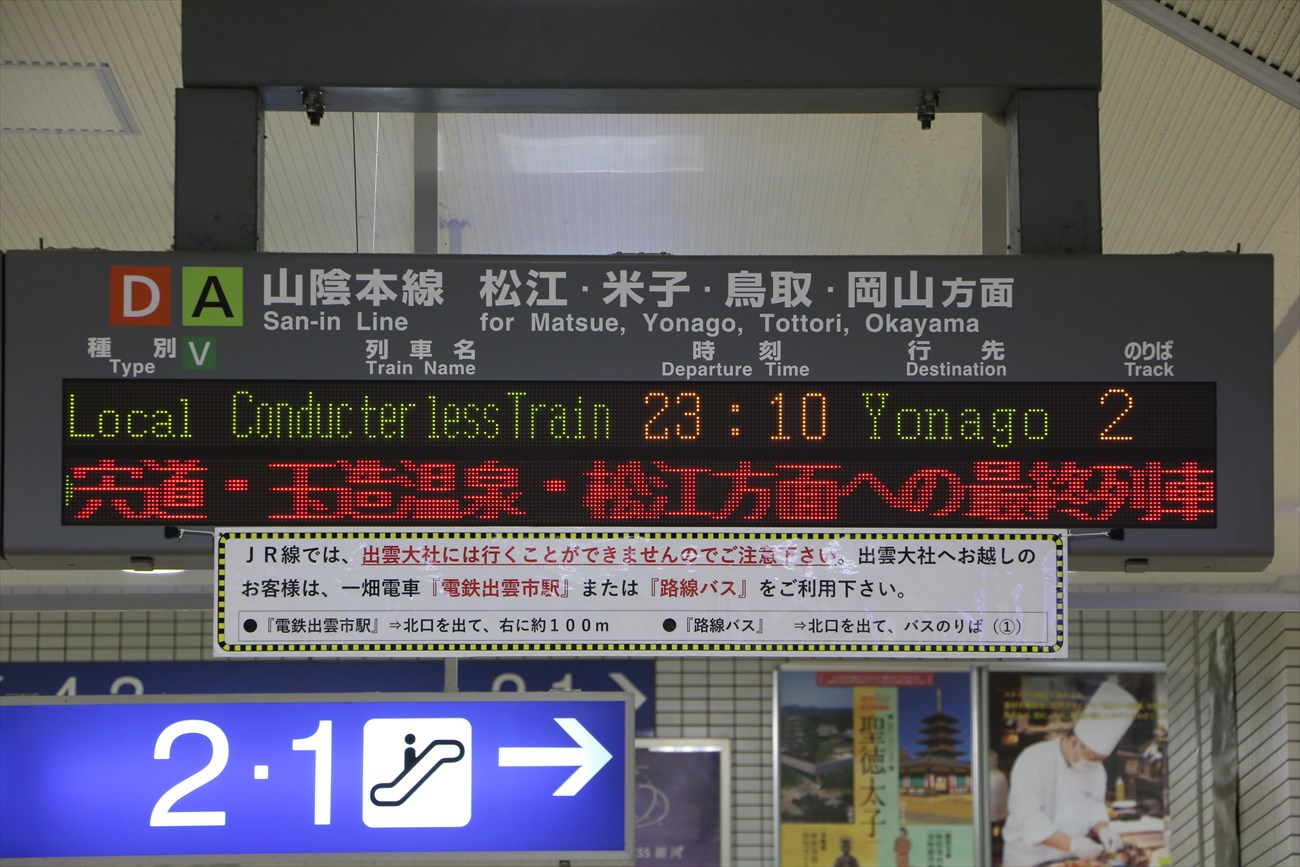 D A 山陰本線 松江・米子・鳥取・岡山方面
San-in Line for Matsue, Yonago, Tottori, Okayama
種別 V 列車名 時刻 行先 のりば
Type Train Name Departure Time Destination Track
Local ConducterlessTrain 23:10 Yonago 2
宍道・玉造温泉・松江方面への最終列車
JR線では、出雲大社には行くことができませんのでご注意下さい。出雲大社へお越しの
お客様は、一畑電車『電鉄出雲市駅』または『路線バス』をご利用下さい。
●『電鉄出雲市駅』⇒北口を出て、右に約100m ●『路線バス』 ⇒北口を出て、バスのりば(①)
2·1 →
聖徳太子